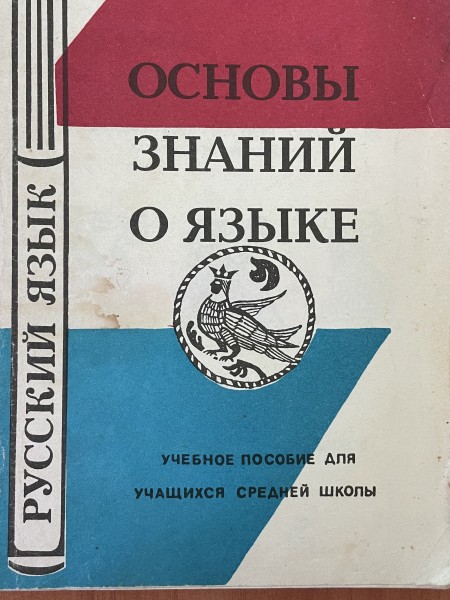 ОСНОВЫ
ЗНАНИЙ
О ЯЗЫКЕ
РУССКИЙ ЯЗЫК
УЧЕБНОЕ ПОСОБИЕ ДЛЯ
УЧАЩИХСЯ СРЕДНЕЙ ШКОЛЫ